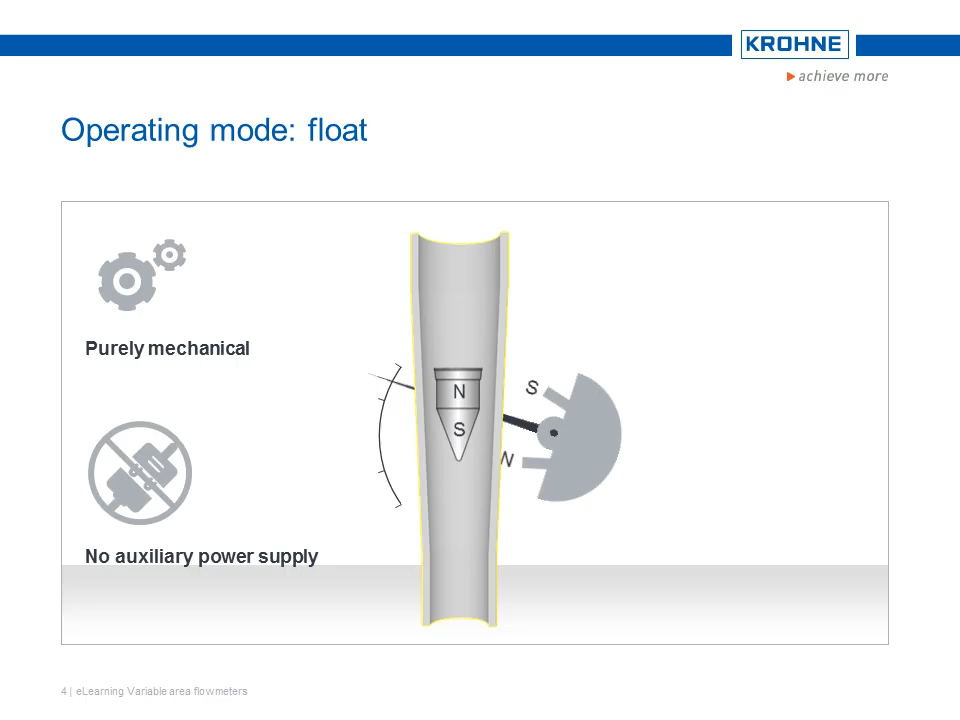 KROHNE
achieve more
Operating mode: float
Purely mechanical
N
S
S
N
No auxiliary power supply
4 | eLearning Variable area flowmeters